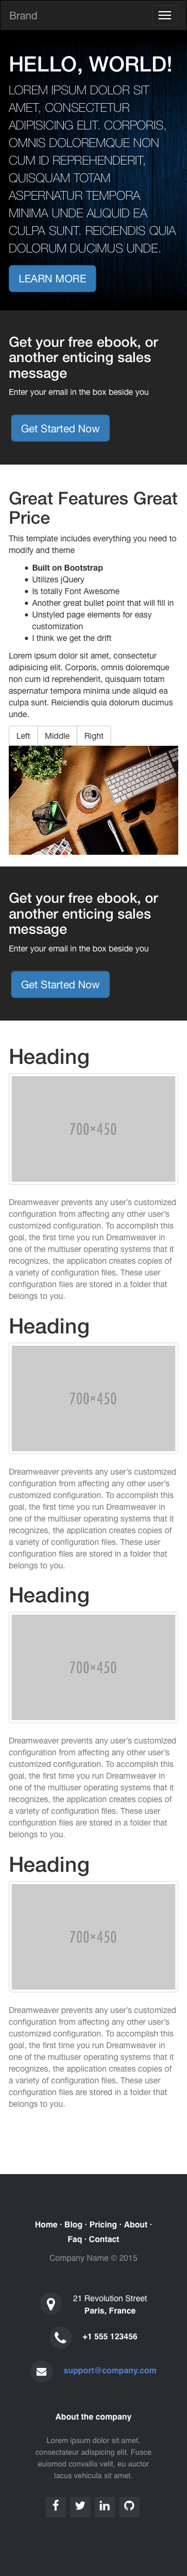 Brand
HELLO, WORLD!
LOREM IPSUM DOLOR SIT
AMET, CONSECTETUR
ADIPISICING ELIT. CORPORIS,
OMNIS DOLOREMQUE NON
CUM ID REPREHENDERIT,
QUISQUAM TOTAM
ASPERNATUR TEMPORA
MINIMA UNDE ALIQUID EA
CULPA SUNT. REICIENDIS QUIA
DOLORUM DUCIMUS UNDE.
LEARN MORE
Get your free ebook, or
another enticing sales
message
Enter your email in the box beside you
Get Started Now
Great Features Great
Price
This template includes everything you need to
modify and theme
Built on Bootstrap
Utilizes jQuery
Is totally Font Awesome
Another great bullet point that will fill in
Unstyled page elements for easy
customization
I think we get the drift
Lorem ipsum dolor sit amet, consectetur
adipisicing elit. Corporis, omnis doloremque
non cum id reprehenderit, quisquam totam
aspernatur tempora minima unde aliquid ea
culpa sunt. Reiciendis quia dolorum ducimus
unde.
Left Middle Right
Get your free ebook, or
another enticing sales
message
Enter your email in the box beside you
Get Started Now
Heading
700×450
Dreamweaver prevents any user's customized
configuration from affecting any other user's
customized configuration. To accomplish this
goal, the first time you run Dreamweaver in
one of the multiuser operating systems that it
recognizes, the application creates copies of
a variety of configuration files. These user
configuration files are stored in a folder that
belongs to you.
Heading
700×450
Dreamweaver prevents any user's customized
configuration from affecting any other user's
customized configuration. To accomplish this
goal, the first time you run Dreamweaver in
one of the multiuser operating systems that it
recognizes, the application creates copies of
a variety of configuration files. These user
configuration files are stored in a folder that
belongs to you.
Heading
700×450
Dreamweaver prevents any user's customized
configuration from affecting any other user's
customized configuration. To accomplish this
goal, the first time you run Dreamweaver in
one of the multiuser operating systems that it
recognizes, the application creates copies of
a variety of configuration files. These user
configuration files are stored in a folder that
belongs to you.
Heading
700×450
Dreamweaver prevents any user's customized
configuration from affecting any other user's
customized configuration. To accomplish this
goal, the first time you run Dreamweaver in
one of the multiuser operating systems that it
recognizes, the application creates copies of
a variety of configuration files. These user
configuration files are stored in a folder that
belongs to you.
Home · Blog · Pricing · About ·
Faq · Contact
Company Name © 2015
21 Revolution Street
Paris, France
+1 555 123456
support@company.com
About the company
Lorem ipsum dolor sit amet,
consectateur adispicing elit. Fusce
euismod convallis velit, eu auctor
lacus vehicula sit amet.